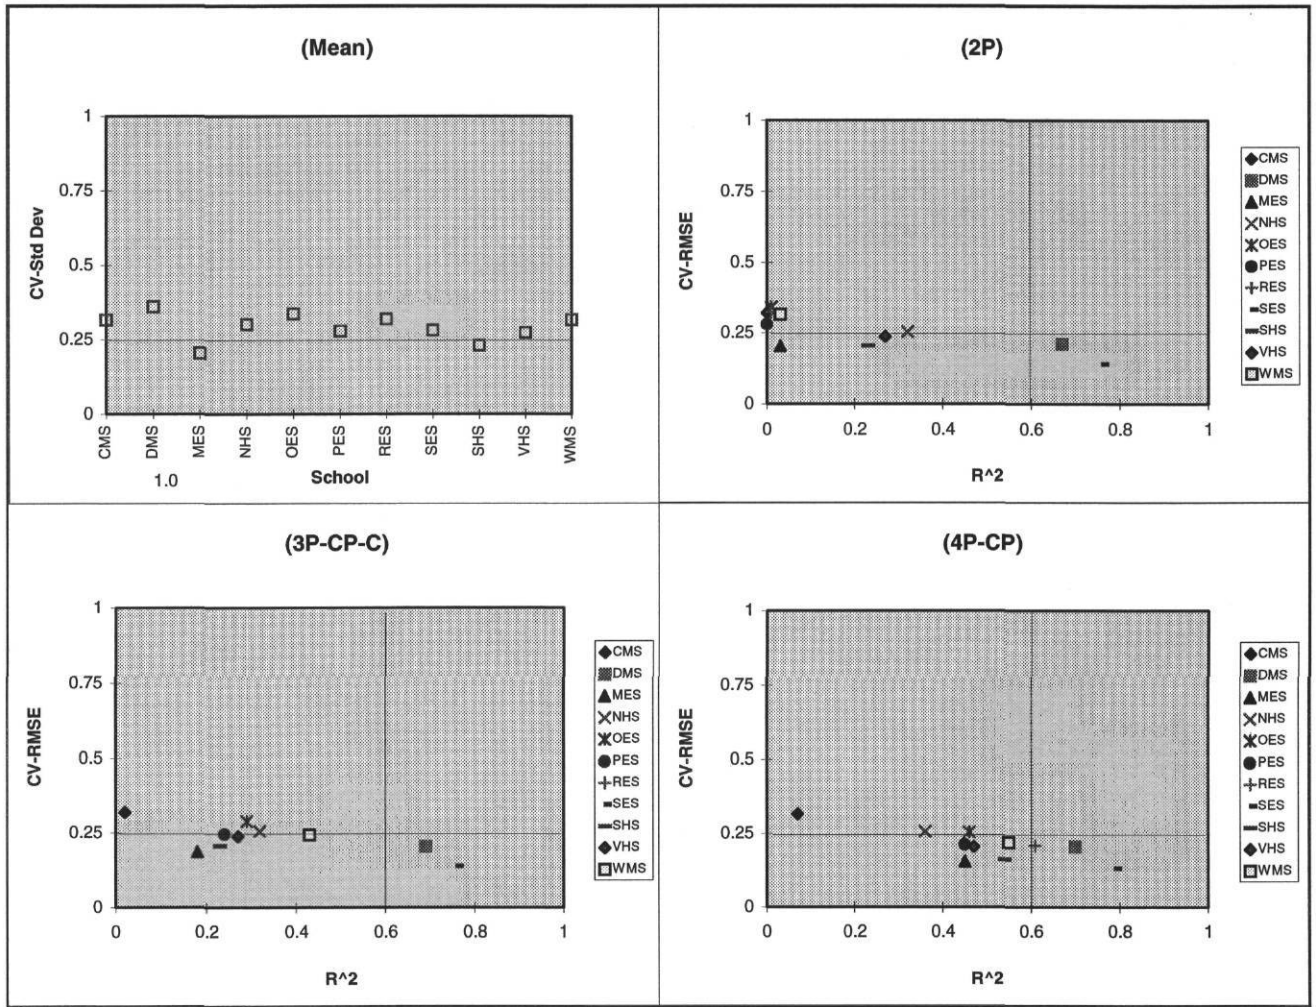 (Mean)
1
0.75
0.5
0.25
0
CV-Std Dev
CMS
DMS
MES
NHS
OES
PES
RES
SES
SHS
VHS
WMS
1.0
School
(2P)
1
0.75
0.5
0.25
0
CV-RMSE
0 0.2 0.4 0.6 0.8 1
R^2
CMS
DMS
MES
NHS
OES
PES
RES
SES
SHS
VHS
WMS
(3P-CP-C)
1
0.75
0.5
0.25
0
CV-RMSE
0 0.2 0.4 0.6 0.8 1
R^2
CMS
DMS
MES
NHS
OES
PES
RES
SES
SHS
VHS
WMS
(4P-CP)
1
0.75
0.5
0.25
0
CV-RMSE
0 0.2 0.4 0.6 0.8 1
R^2
CMS
DMS
MES
NHS
OES
PES
RES
SES
SHS
VHS
WMS